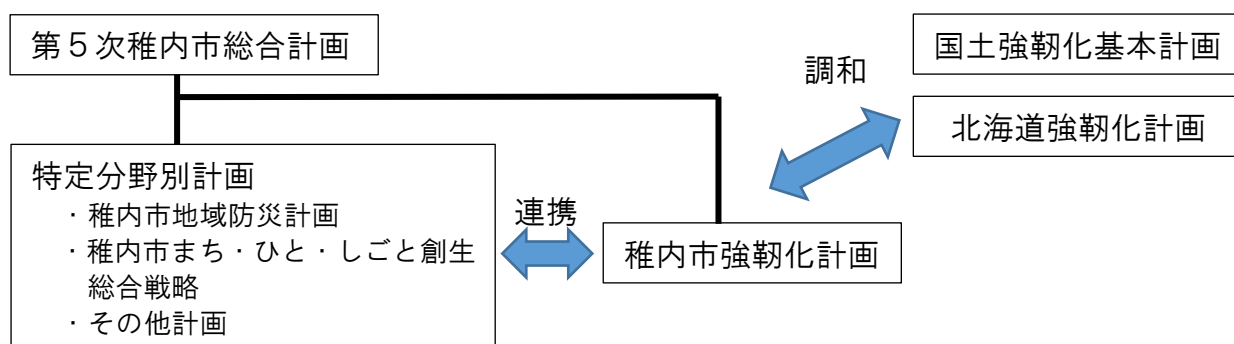 第５次稚内市総合計画
国土強靭化基本計画
調和
北海道強靭化計画
特定分野別計画
・稚内市地域防災計画
・稚内市まち・ひと・しごと創生
総合戦略
・その他計画
連携
稚内市強靭化計画